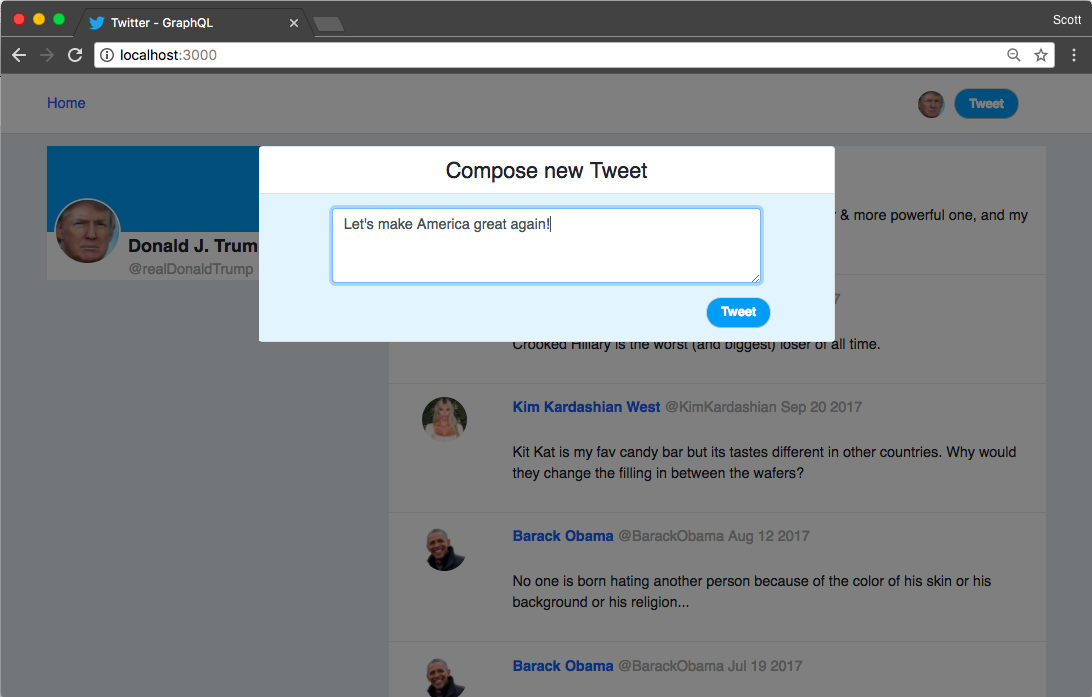 Twitter - GraphQL
Scott
localhost:3000
Home
Tweet
Compose new Tweet
Let's make America great again!
Tweet
Donald J. Trum
@realDonaldTrump
& more powerful one, and my
Crooked Hillary is the worst (and biggest) loser of all time.
Kim Kardashian West @KimKardashian Sep 20 2017
Kit Kat is my fav candy bar but its tastes different in other countries. Why would
they change the filling in between the wafers?
Barack Obama @BarackObama Aug 12 2017
No one is born hating another person because of the color of his skin or his
background or his religion...
Barack Obama @BarackObama Jul 19 2017